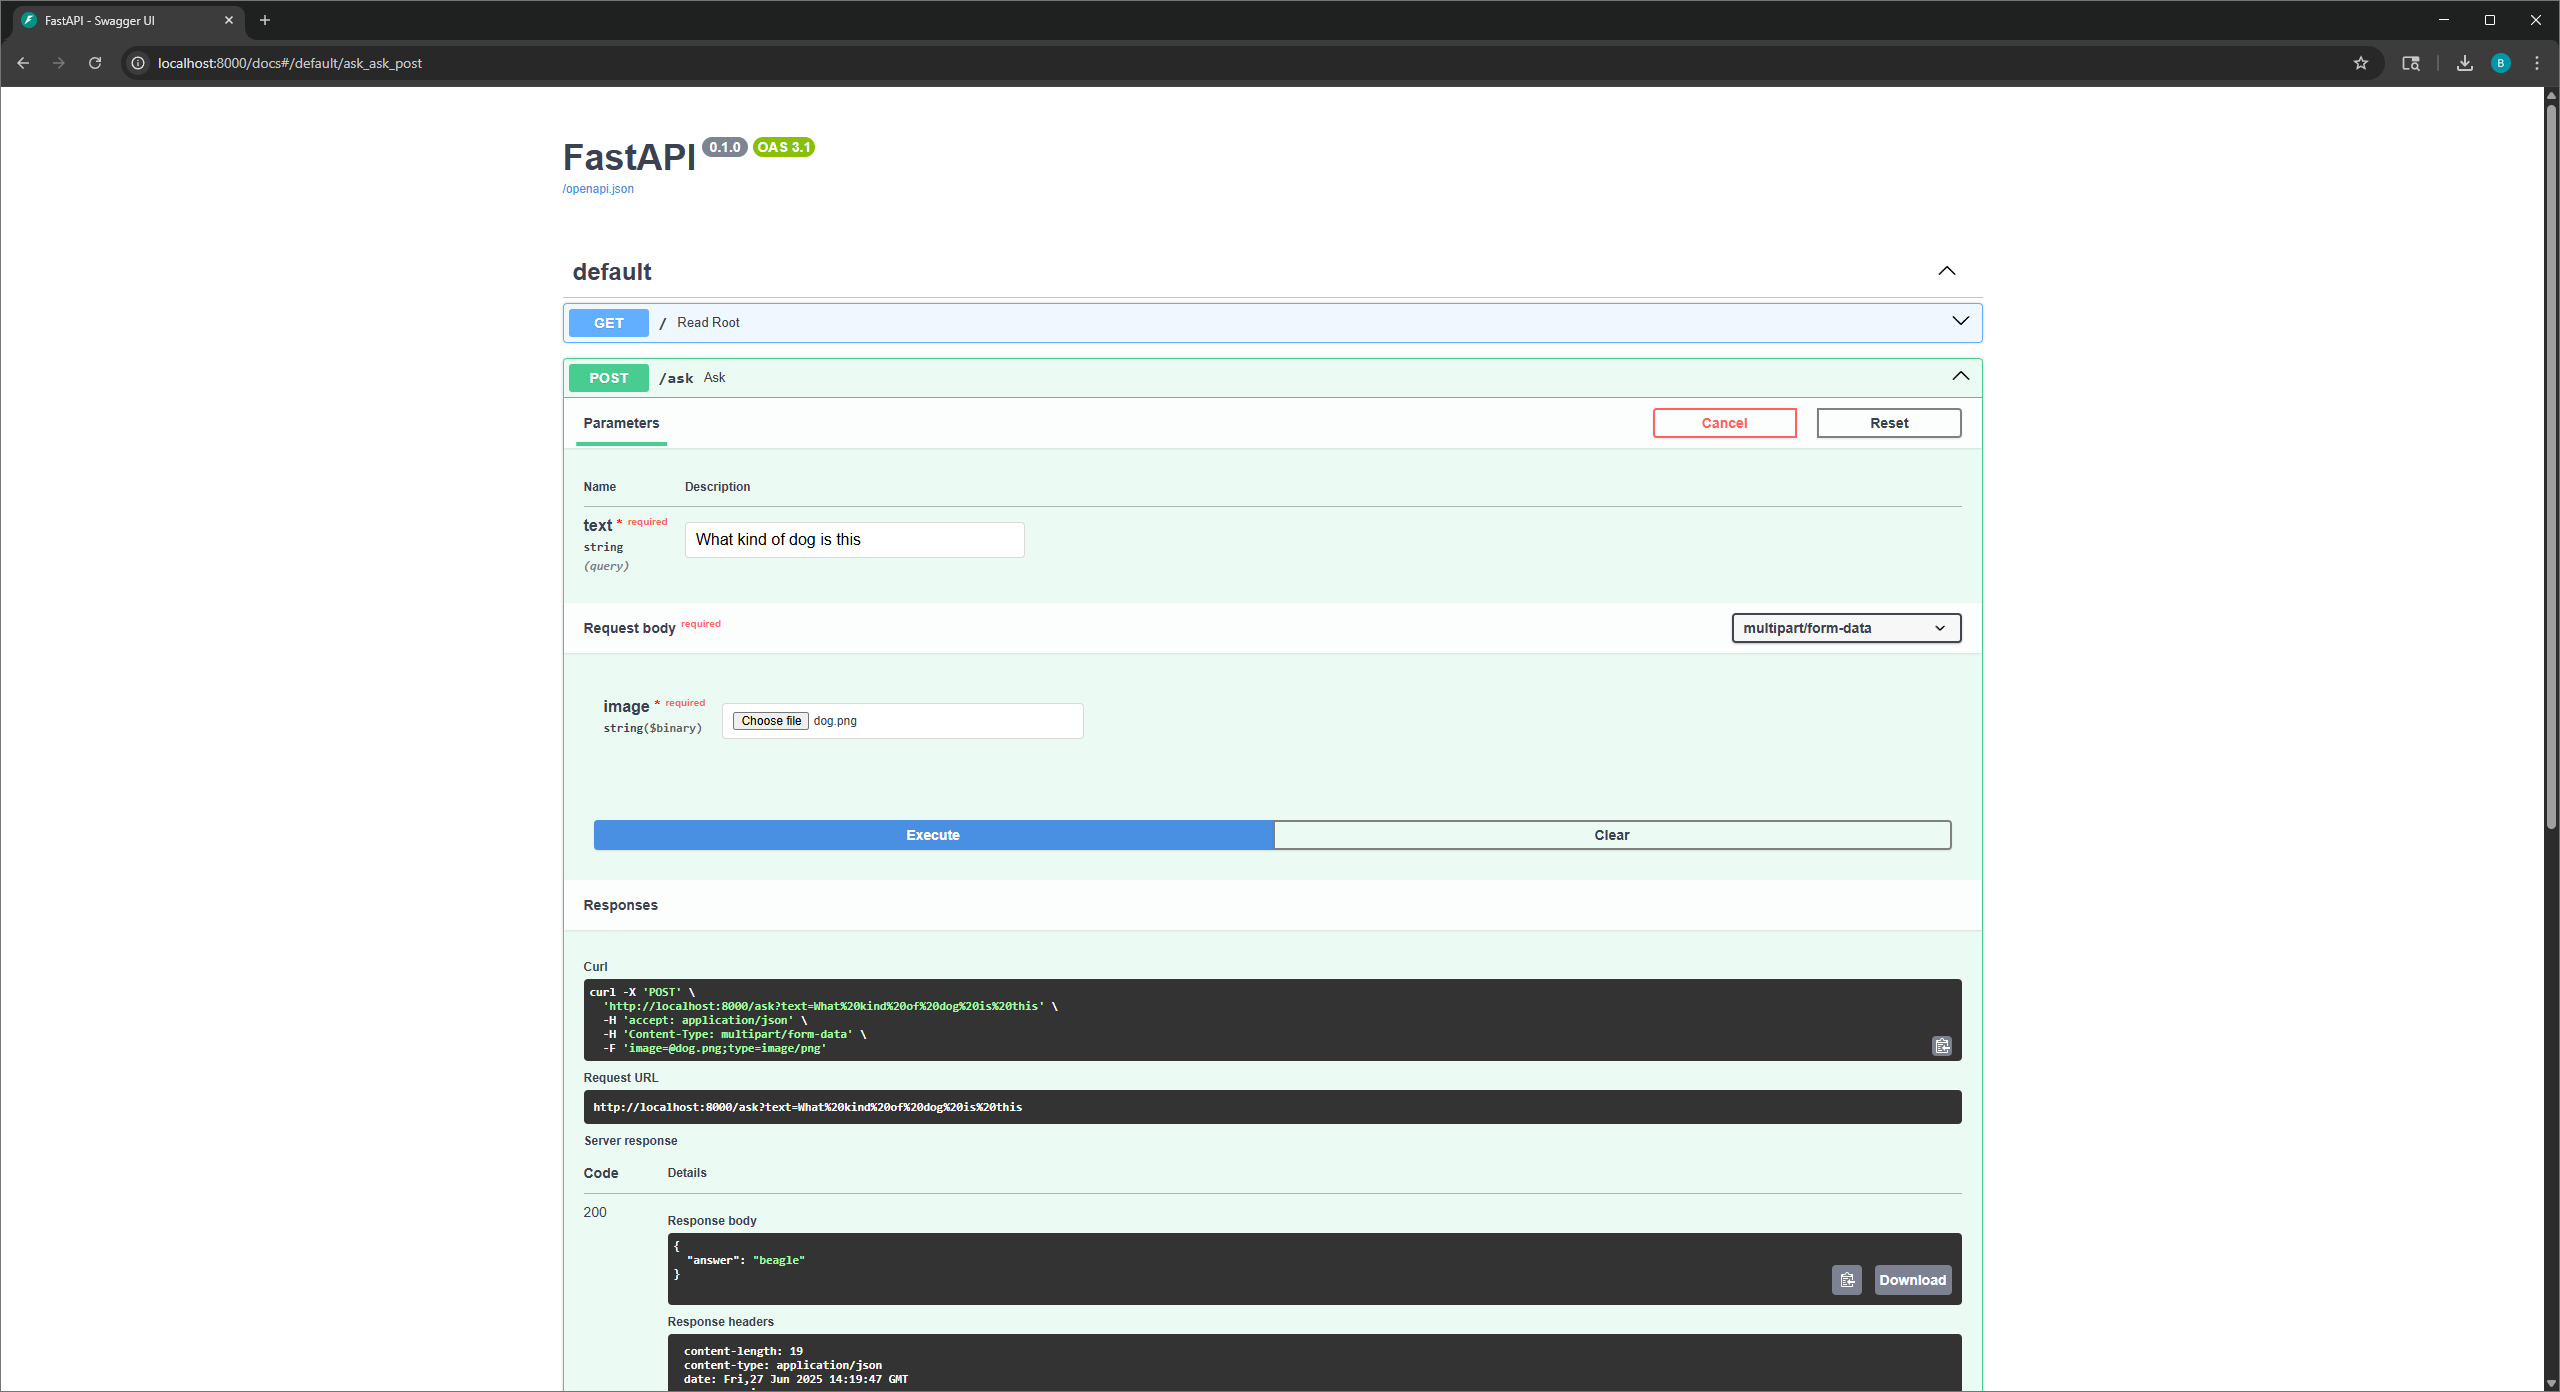 FastAPI - Swagger UI
localhost:8000/docs#/default/ask_ask_post
B
FastAPI 0.1.0 OAS 3.1
/openapi.json
default
GET / Read Root
POST /ask Ask
Parameters
Cancel
Reset
Name Description
text * required
string
(query)
What kind of dog is this
Request body required
multipart/form-data
image * required
string($binary)
Choose file dog.png
Execute
Clear
Responses
Curl
curl -X 'POST' \
'http://localhost:8000/ask?text=What%20kind%20of%20dog%20is%20this' \
-H 'accept: application/json' \
-H 'Content-Type: multipart/form-data' \
-F 'image=@dog.png;type=image/png'
Request URL
http://localhost:8000/ask?text=What%20kind%20of%20dog%20is%20this
Server response
Code Details
200
Response body
{
"answer": "beagle"
}
Download
Response headers
content-length: 19
content-type: application/json
date: Fri,27 Jun 2025 14:19:47 GMT